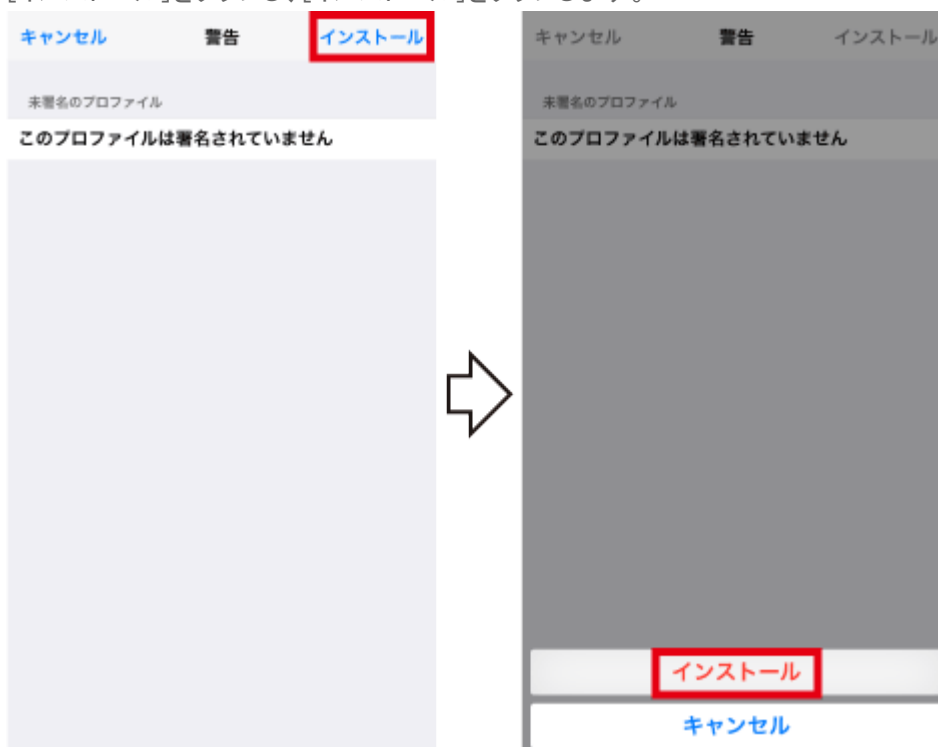 キャンセル 警告 インストール
未署名のプロファイル
このプロファイルは署名されていません
キャンセル 警告 インストール
未署名のプロファイル
このプロファイルは署名されていません
インストール
キャンセル